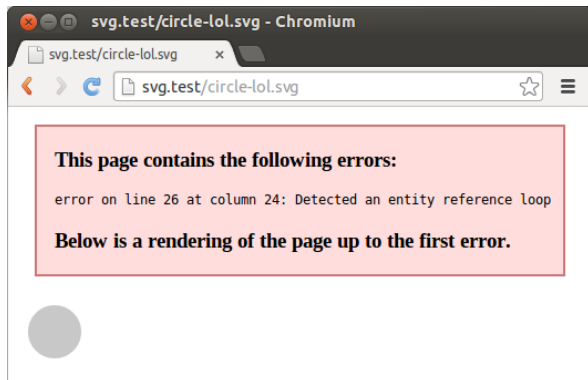 svg.test/circle-lol.svg - Chromium
svg.test/circle-lol.svg
svg.test/circle-lol.svg
This page contains the following errors:
error on line 26 at column 24: Detected an entity reference loop
Below is a rendering of the page up to the first error.